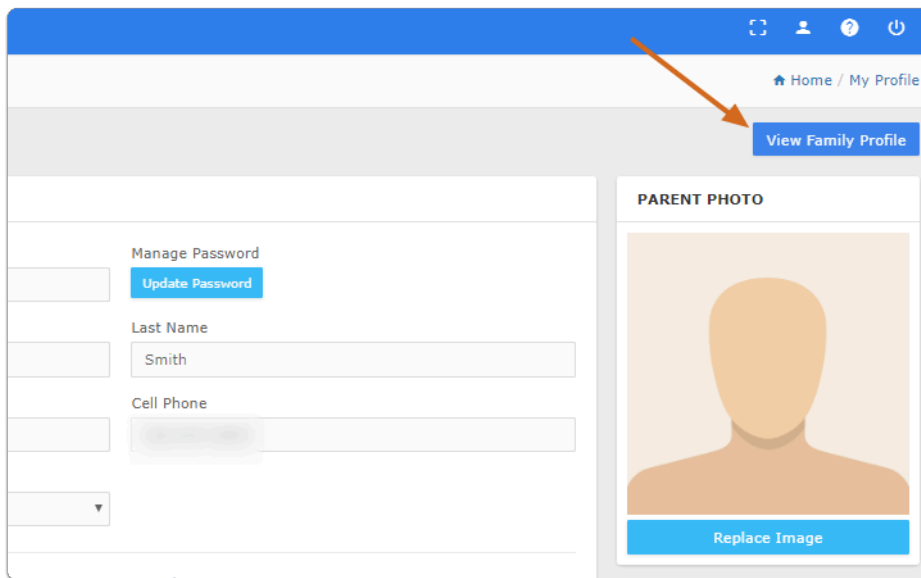 Home / My Profile
View Family Profile
PARENT PHOTO
Manage Password
Update Password
Last Name
Smith
Cell Phone
Replace Image